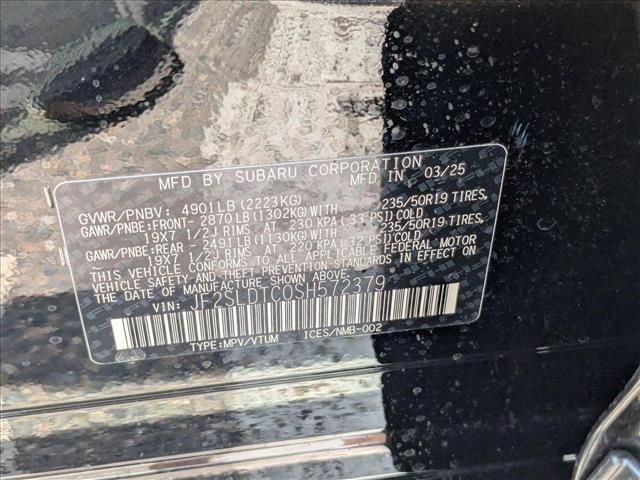 MFD BY SUBARU CORPORATION MFD IN 03/25
GVWR/PNBV: 4901LB(2223KG)
GAWR/PNBE:FRONT- 2870LB(1302KG)WITH 235/50R19 TIRES,
- 19X7 1/2J RIMS AT 230 KPA(33 PSI)COLD
GAWR/PNBE:REAR - 2491LB(1130KG)WITH 235/50R19 TIRES,
- 19X7 1/2J RIMS AT 220 KPA(32 PSI)COLD
THIS VEHICLE CONFORMS TO ALL APPLICABLE FEDERAL MOTOR
VEHICLE SAFETY AND THEFT PREVENTION STANDARDS IN EFFECT ON
THE DATE OF MANUFACTURE SHOWN ABOVE.
VIN: JF2SLDTC0SH572379
TYPE:MPV/VTUM ICES/NMB-002